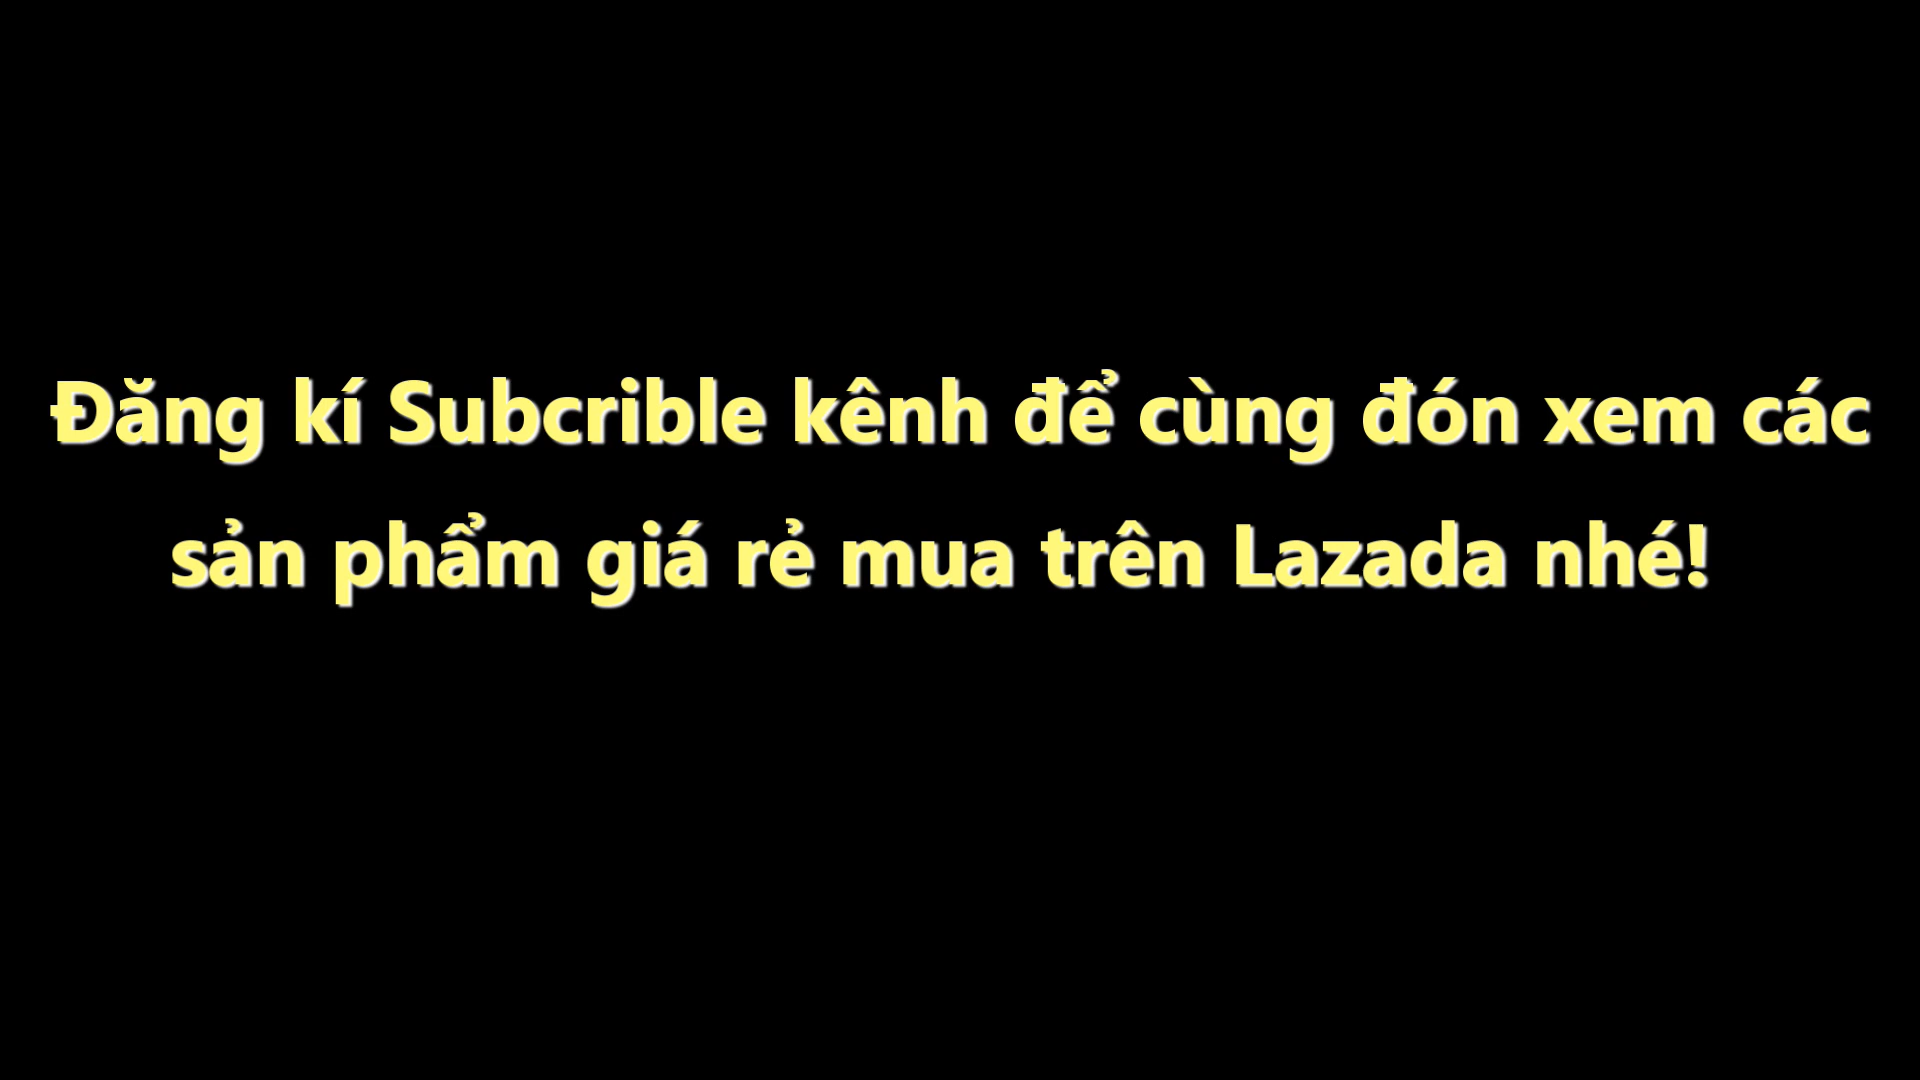 Đăng kí Subcrible kênh để cùng đón xem các
sản phẩm giá rẻ mua trên Lazada nhé!